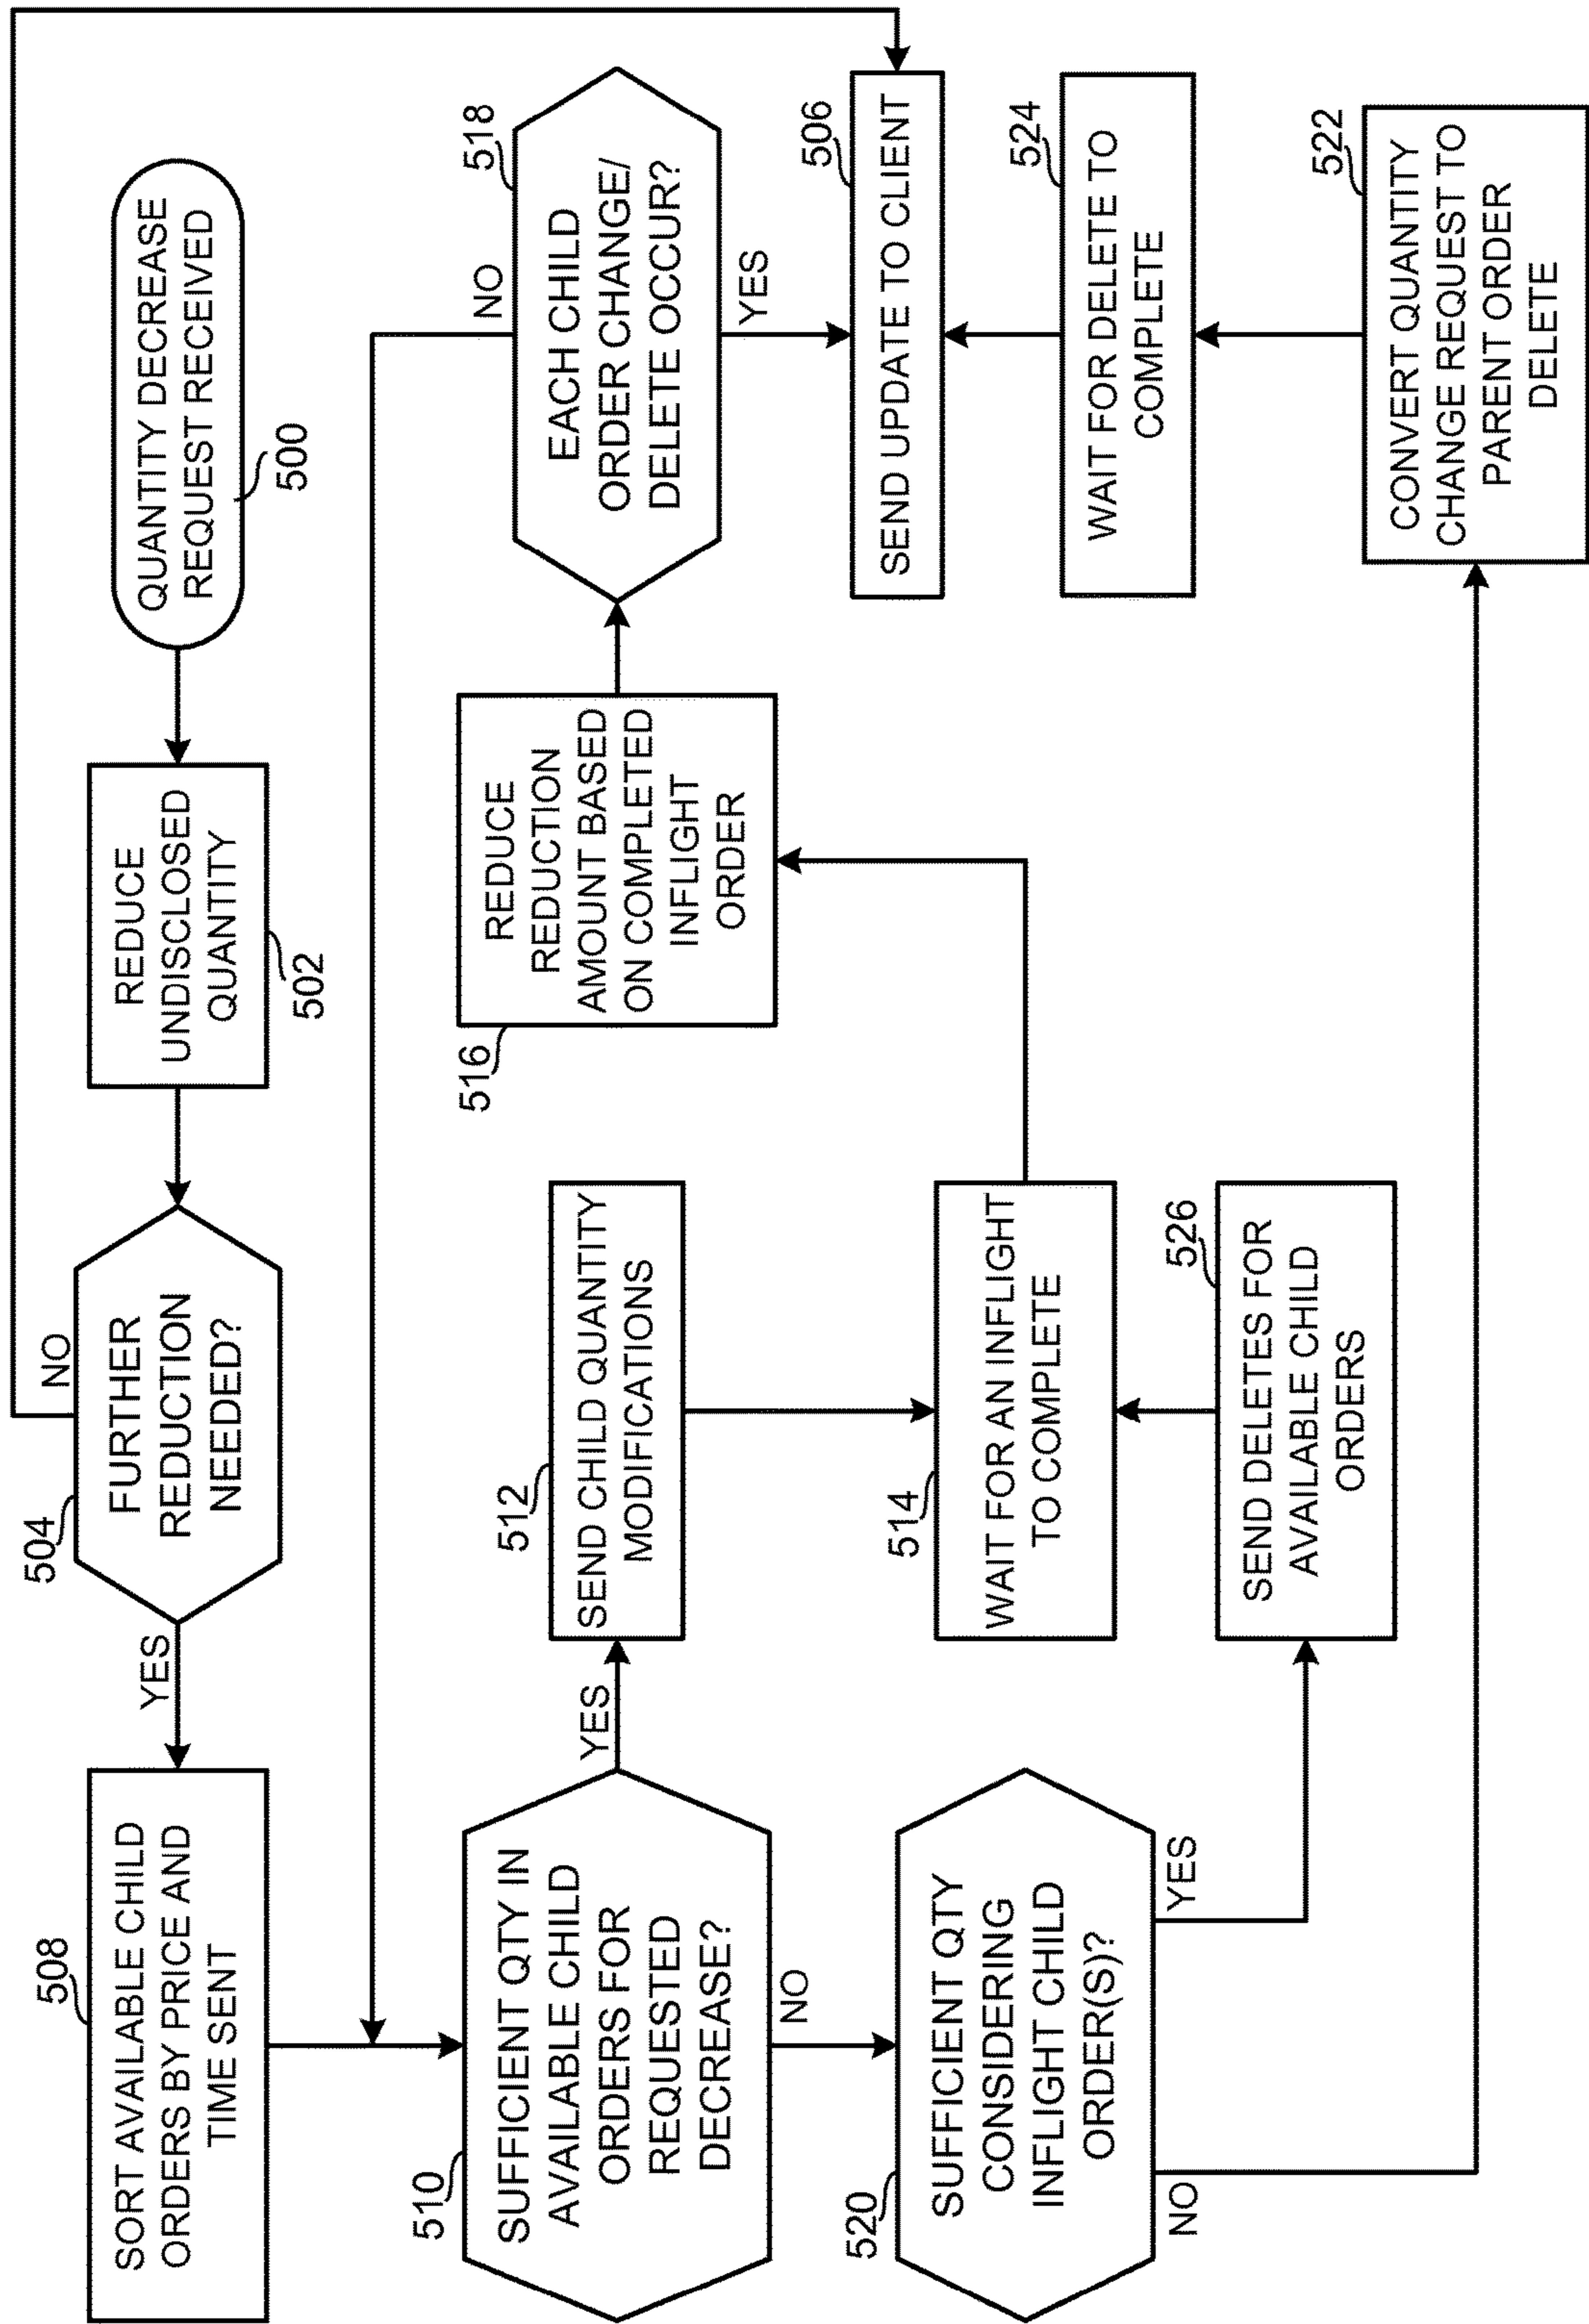 QUANTITY DECREASE
REQUEST RECEIVED
500
REDUCE
UNDISCLOSED
QUANTITY
502
504
FURTHER
REDUCTION
NEEDED?
NO
YES
508
SORT AVAILABLE CHILD
ORDERS BY PRICE AND
TIME SENT
510
SUFFICIENT QTY IN
AVAILABLE CHILD
ORDERS FOR
REQUESTED
DECREASE?
YES
NO
512
SEND CHILD QUANTITY
MODIFICATIONS
514
WAIT FOR AN INFLIGHT
TO COMPLETE
516
REDUCE
REDUCTION
AMOUNT BASED
ON COMPLETED
INFLIGHT
ORDER
518
EACH CHILD
ORDER CHANGE/
DELETE OCCUR?
NO
YES
506
SEND UPDATE TO CLIENT
520
SUFFICIENT QTY
CONSIDERING
INFLIGHT CHILD
ORDER(S)?
YES
NO
526
SEND DELETES FOR
AVAILABLE CHILD
ORDERS
524
WAIT FOR DELETE TO
COMPLETE
522
CONVERT QUANTITY
CHANGE REQUEST TO
PARENT ORDER
DELETE